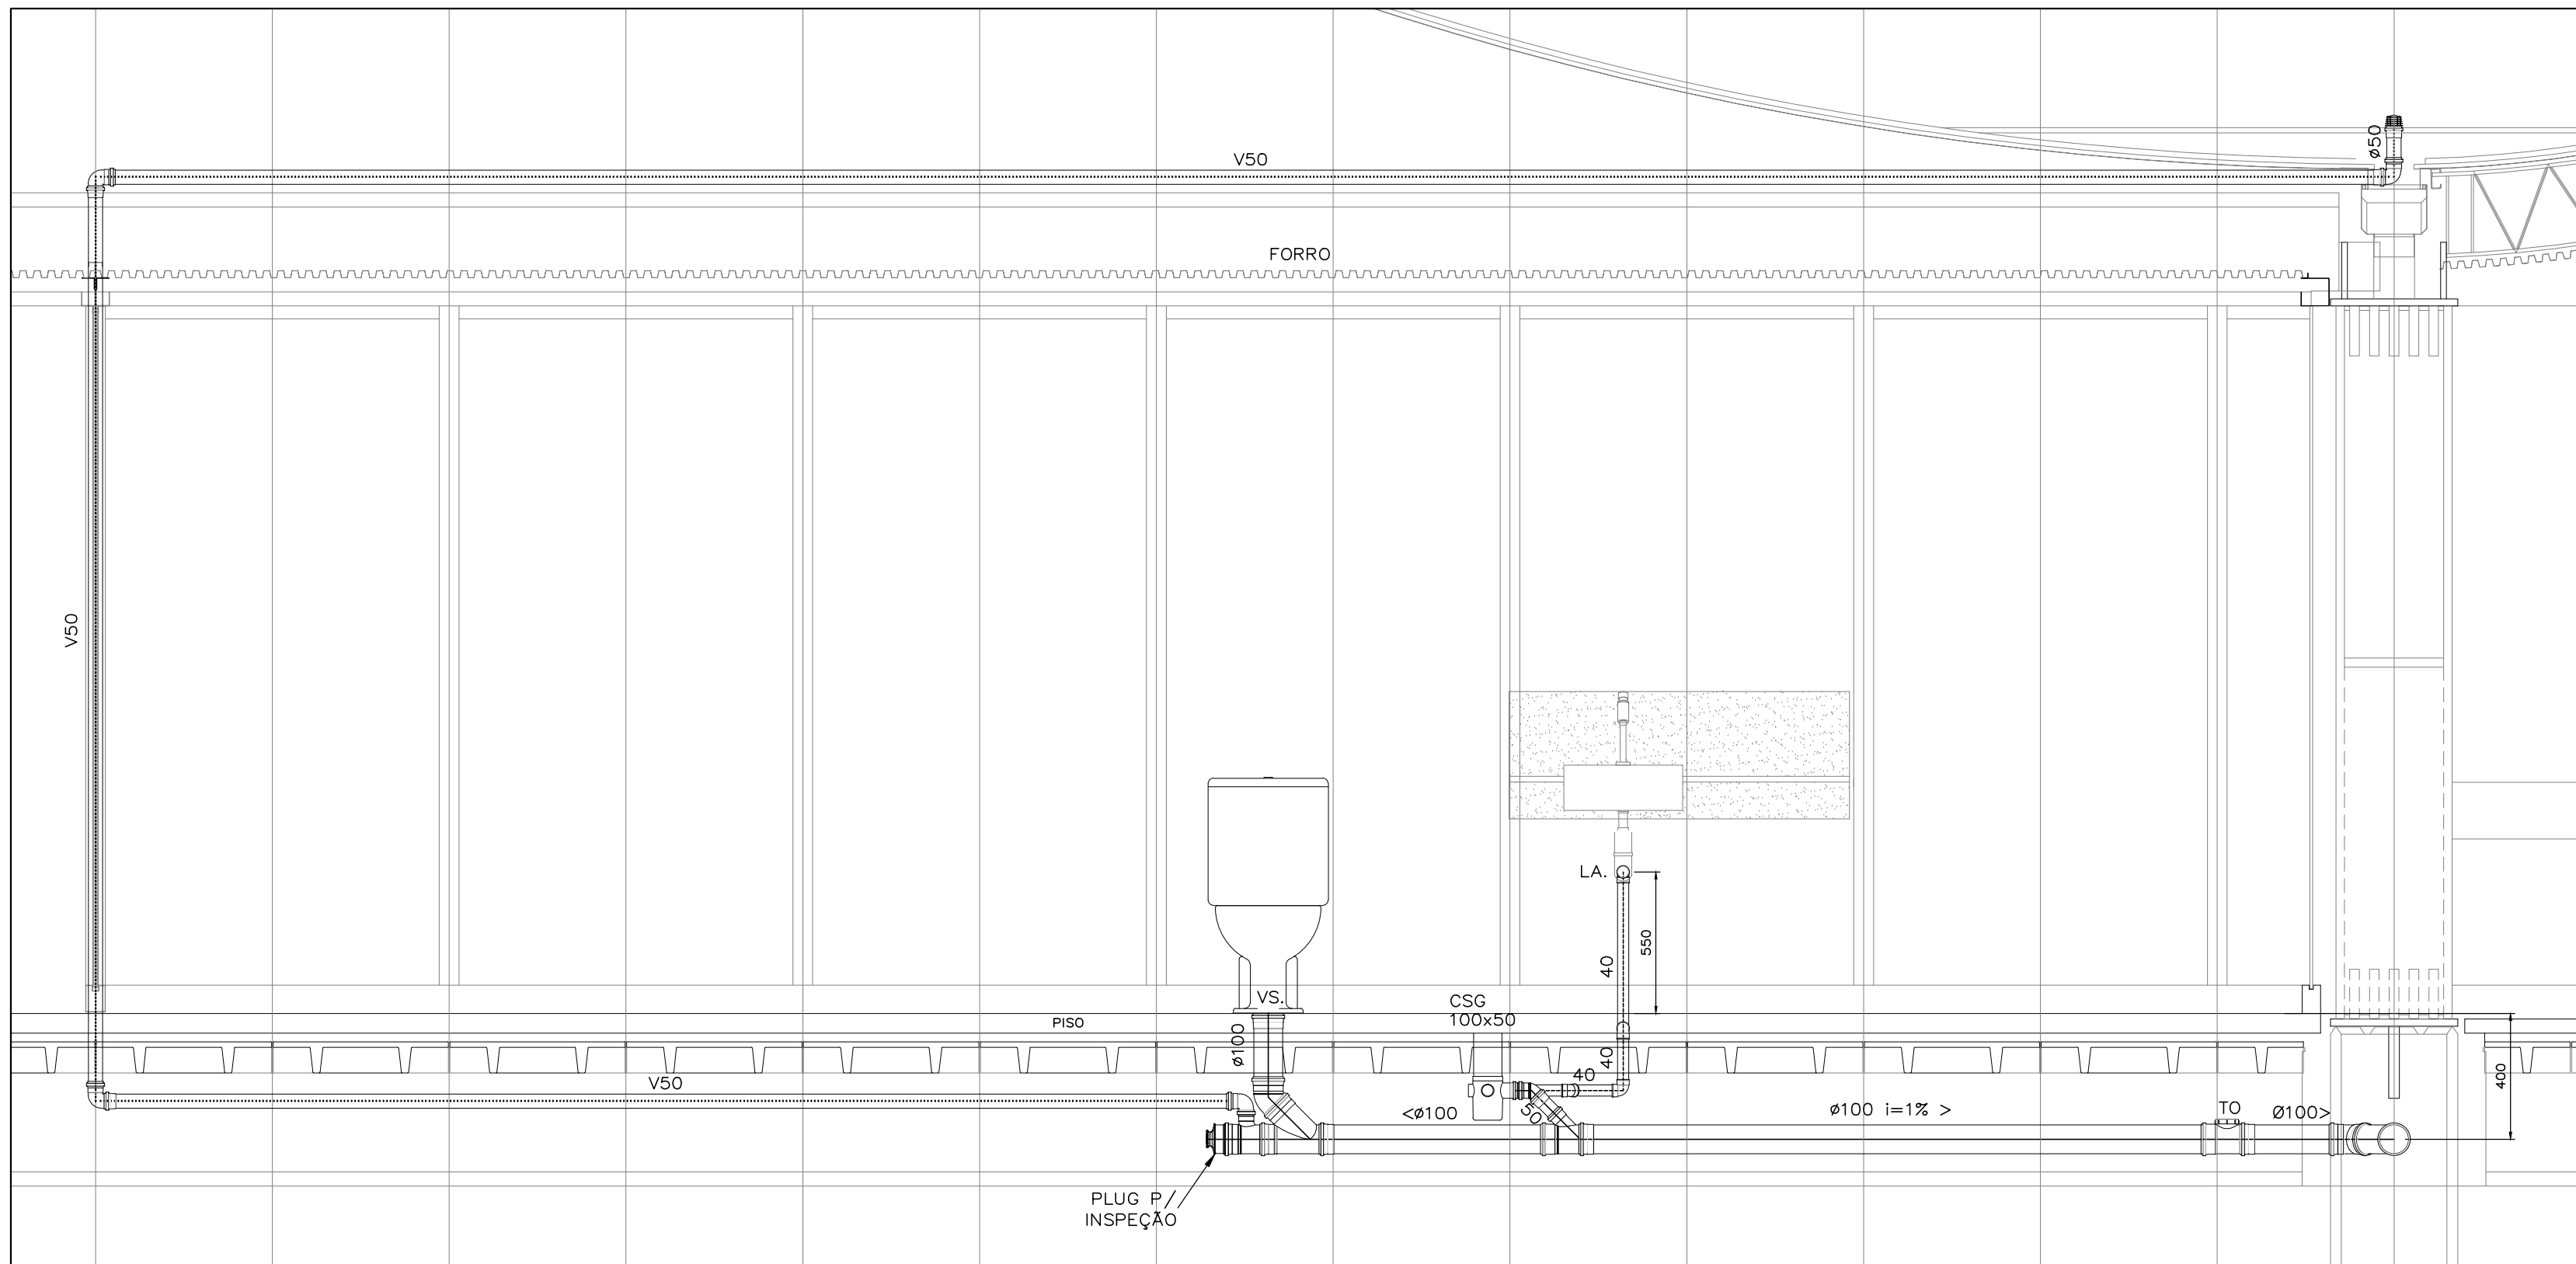 V50
ø50
FORRO
V50
LA.
550
40
VS.
CSG
100x50
PISO
ø100
40
40
V50
50
<ø100
ø100 i=1% >
TO
Ø100>
400
PLUG P/
INSPEÇÃO